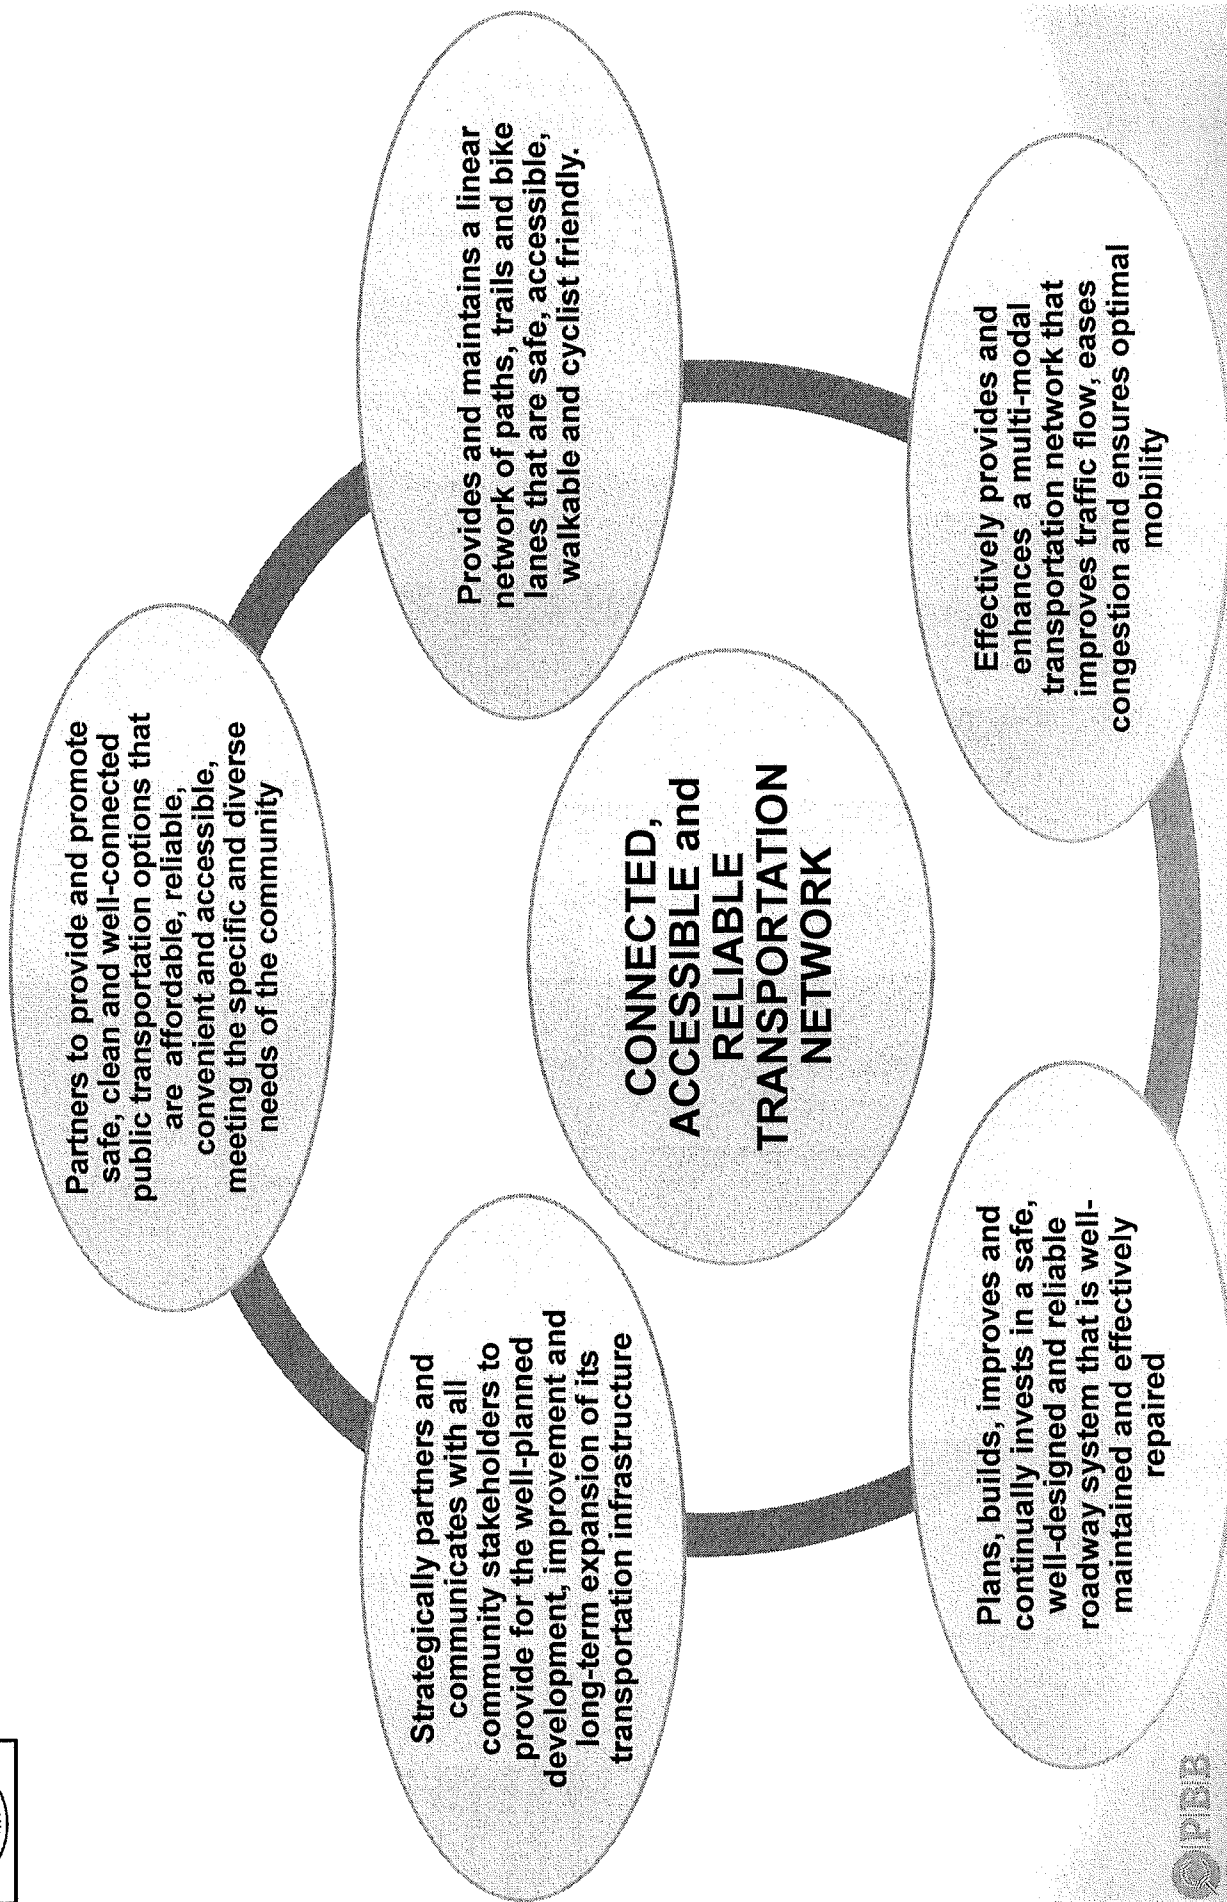 Partners to provide and promote
safe, clean and well-connected
public transportation options that
are affordable, reliable,
convenient and accessible,
meeting the specific and diverse
needs of the community
Strategically partners and
communicates with all
community stakeholders to
provide for the well-planned
development, improvement and
long-term expansion of its
transportation infrastructure
Provides and maintains a linear
network of paths, trails and bike
lanes that are safe, accessible,
walkable and cyclist friendly.
CONNECTED,
ACCESSIBLE and
RELIABLE
TRANSPORTATION
NETWORK
Plans, builds, improves and
continually invests in a safe,
well-designed and reliable
roadway system that is well-
maintained and effectively
repaired
Effectively provides and
enhances a multi-modal
transportation network that
improves traffic flow, eases
congestion and ensures optimal
mobility
PBB